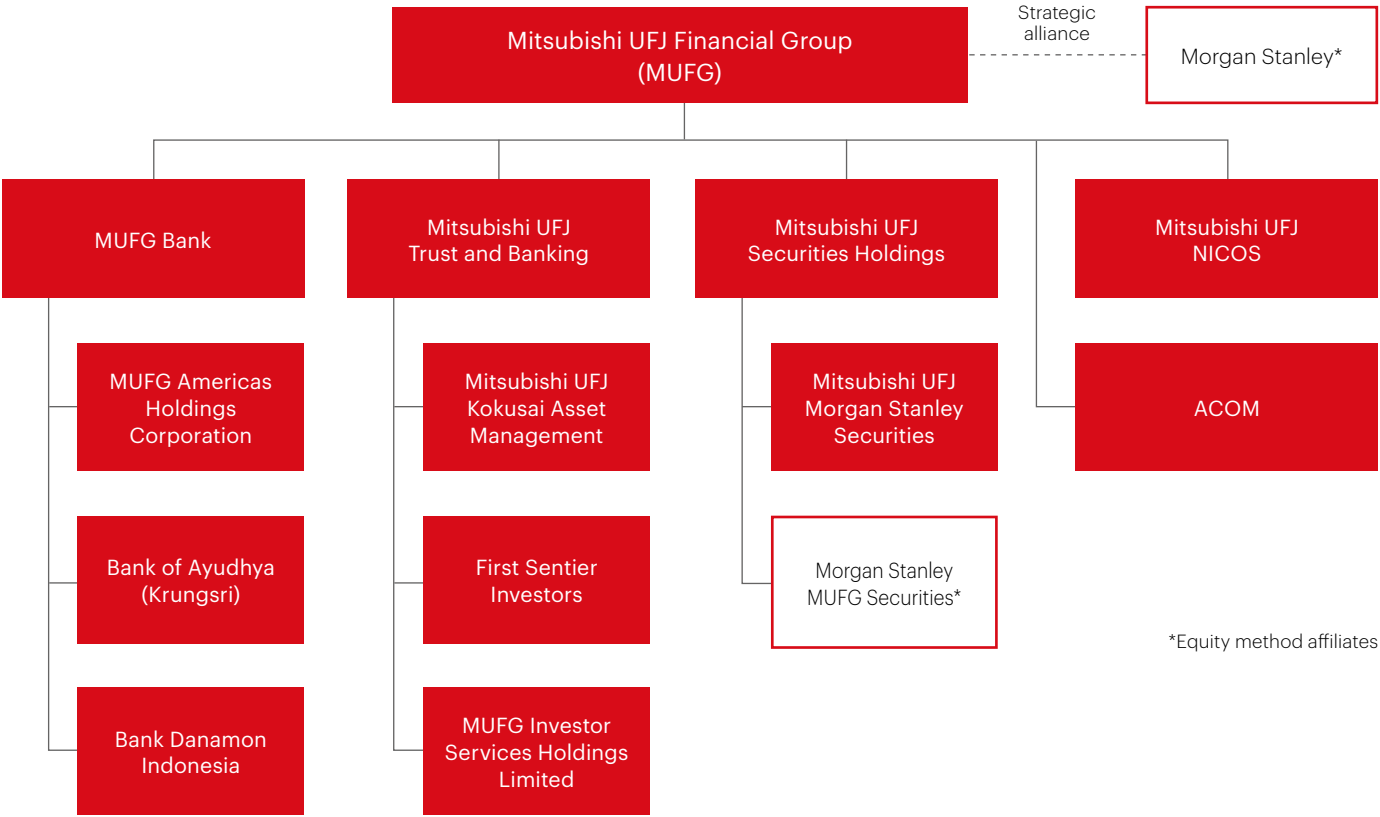 Mitsubishi UFJ Financial Group
(MUFG)
Strategic
alliance
Morgan Stanley*
MUFG Bank
Mitsubishi UFJ
Trust and Banking
Mitsubishi UFJ
Securities Holdings
Mitsubishi UFJ
NICOS
MUFG Americas
Holdings
Corporation
Mitsubishi UFJ
Kokusai Asset
Management
Mitsubishi UFJ
Morgan Stanley
Securities
ACOM
Bank of Ayudhya
(Krungsri)
First Sentier
Investors
Morgan Stanley
MUFG Securities*
*Equity method affiliates
Bank Danamon
Indonesia
MUFG Investor
Services Holdings
Limited